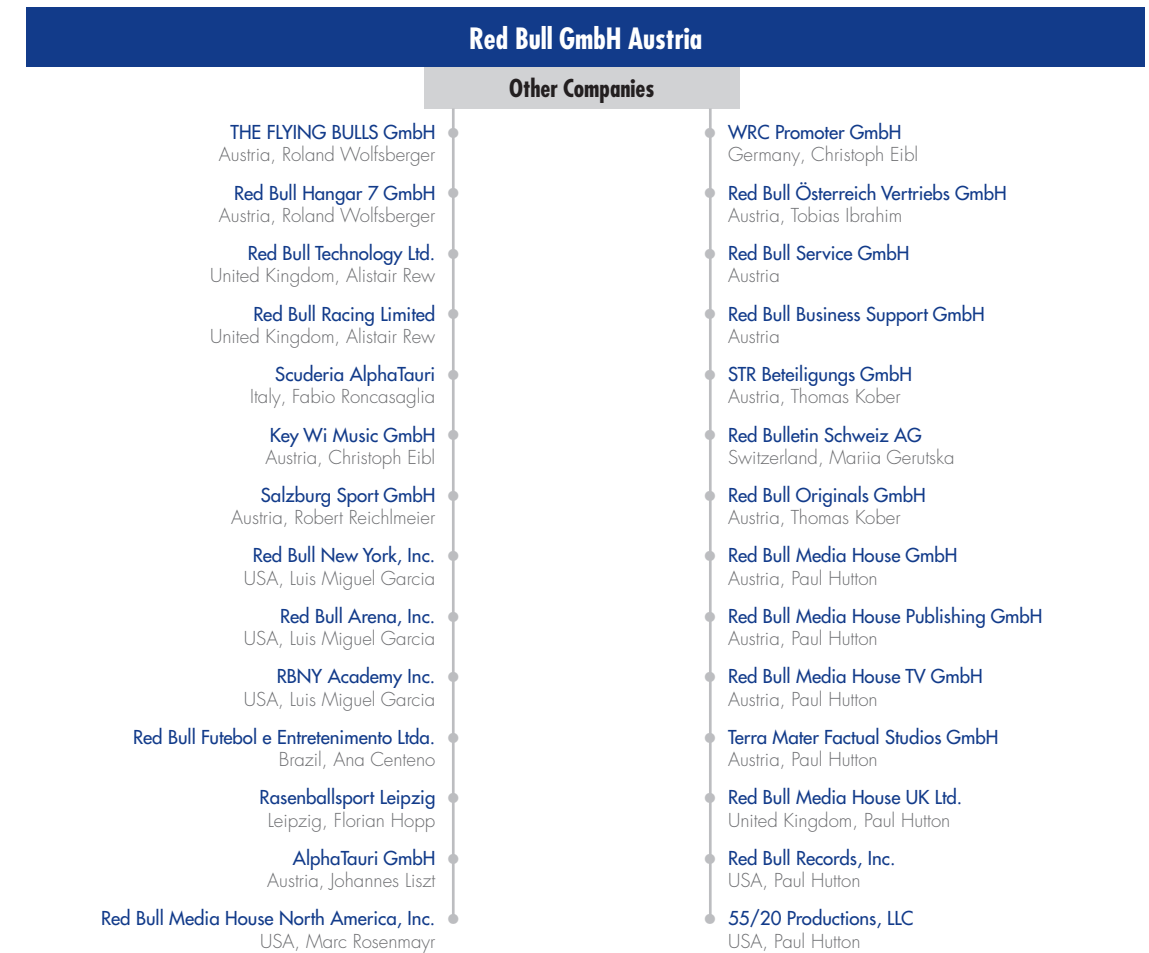 Red Bull GmbH Austria
Other Companies
THE FLYING BULLS GmbH
Austria, Roland Wolfsberger
Red Bull Hangar 7 GmbH
Austria, Roland Wolfsberger
Red Bull Technology Ltd.
United Kingdom, Alistair Rew
Red Bull Racing Limited
United Kingdom, Alistair Rew
Scuderia AlphaTauri
Italy, Fabio Roncasaglia
Key Wi Music GmbH
Austria, Christoph Eibl
Salzburg Sport GmbH
Austria, Robert Reichlmeier
Red Bull New York, Inc.
USA, Luis Miguel Garcia
Red Bull Arena, Inc.
USA, Luis Miguel Garcia
RBNY Academy Inc.
USA, Luis Miguel Garcia
Red Bull Futebol e Entretenimento Ltda.
Brazil, Ana Centeno
Rasenballsport Leipzig
Leipzig, Florian Hopp
AlphaTauri GmbH
Austria, Johannes Liszt
Red Bull Media House North America, Inc.
USA, Marc Rosenmayr
WRC Promoter GmbH
Germany, Christoph Eibl
Red Bull Österreich Vertriebs GmbH
Austria, Tobias Ibrahim
Red Bull Service GmbH
Austria
Red Bull Business Support GmbH
Austria
STR Beteiligungs GmbH
Austria, Thomas Kober
Red Bulletin Schweiz AG
Switzerland, Mariia Gerutska
Red Bull Originals GmbH
Austria, Thomas Kober
Red Bull Media House GmbH
Austria, Paul Hutton
Red Bull Media House Publishing GmbH
Austria, Paul Hutton
Red Bull Media House TV GmbH
Austria, Paul Hutton
Terra Mater Factual Studios GmbH
Austria, Paul Hutton
Red Bull Media House UK Ltd.
United Kingdom, Paul Hutton
Red Bull Records, Inc.
USA, Paul Hutton
55/20 Productions, LLC
USA, Paul Hutton